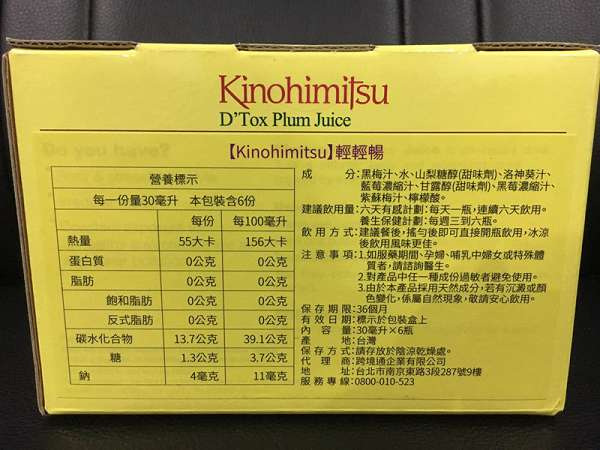 Kinohimitsu
D'Tox Plum Juice
【Kinohimitsu】輕輕暢
營養標示
每一份量30毫升 本包裝含6份
每份 每100毫升
熱量 55大卡 156大卡
蛋白質 0公克 0公克
脂肪 0公克 0公克
飽和脂肪 0公克 0公克
反式脂肪 0公克 0公克
碳水化合物 13.7公克 39.1公克
糖 1.3公克 3.7公克
鈉 4毫克 11毫克
成分:黑梅汁、水、山梨糖醇(甜味劑)、洛神葵汁、
藍莓濃縮汁、甘露醇(甜味劑)、黑莓濃縮汁、
紫蘇梅汁、檸檬酸。
建議飲用量:六天有感計劃:每天一瓶,連續六天飲用。
養生保健計劃:每週三到六瓶。
飲用方式:建議餐後,搖勻後即可直接開瓶飲用,冰涼
後飲用風味更佳。
注意事項:1.如服藥期間、孕婦、哺乳中婦女或特殊體
質者,請諮詢醫生。
2.對產品中任一種成份過敏者避免使用。
3.由於本產品採用天然成分,若有沉澱或顏
色變化,係屬自然現象,敬請安心飲用。
保存期限:36個月
有效日期:標示於包裝盒上
內容量:30毫升×6瓶
產地:台灣
保存方式:請存放於陰涼乾燥處。
代理商:跨境通企業有限公司
地址:台北市南京東路3段287號9樓
服務專線:0800-010-523